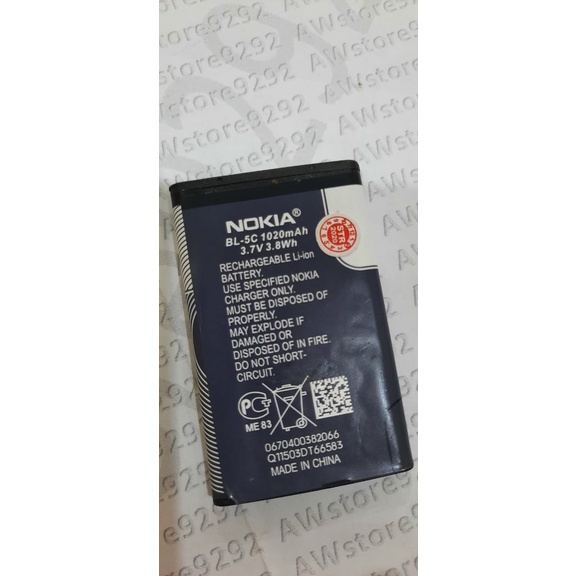 NOKIA®
BL-5C 1020mAh
3.7V 3.8Wh
RECHARGEABLE Li-ion
BATTERY.
USE SPECIFIED NOKIA
CHARGER ONLY.
MUST BE DISPOSED OF
PROPERLY.
MAY EXPLODE IF
DAMAGED OR
DISPOSED OF IN FIRE.
DO NOT SHORT-
CIRCUIT.
STR
2020
ME 83
0670400382066
Q11503DT66583
MADE IN CHINA
AWstore9292